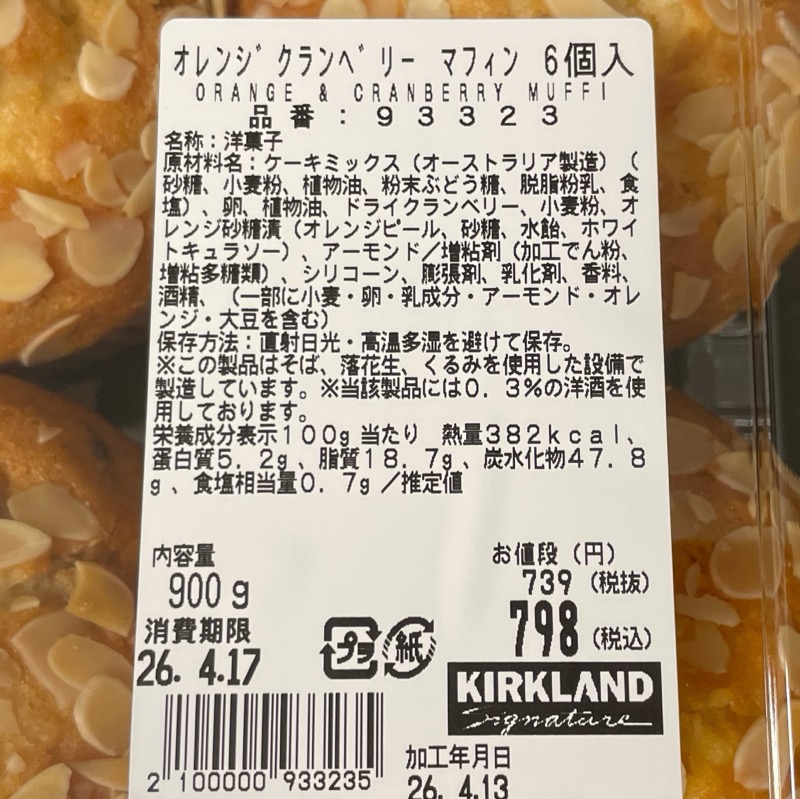 オレンジ クランベリー マフィン 6個入
ORANGE & CRANBERRY MUFFI
品番：93323
名称：洋菓子
原材料名：ケーキミックス（オーストラリア製造）（
砂糖、小麦粉、植物油、粉末ぶどう糖、脱脂粉乳、食
塩）、卵、植物油、ドライクランベリー、小麦粉、オ
レンジ砂糖漬（オレンジピール、砂糖、水飴、ホワイ
トキュラソー）、アーモンド／増粘剤（加工でん粉、
増粘多糖類）、シリコーン、膨張剤、乳化剤、香料、
酒精、（一部に小麦・卵・乳成分・アーモンド・オレ
ンジ・大豆を含む）
保存方法：直射日光・高温多湿を避けて保存。
※この製品はそば、落花生、くるみを使用した設備で
製造しています。※当該製品には0.3%の洋酒を使
用しております。
栄養成分表示100g当たり 熱量382kcal、
蛋白質5.2g、脂質18.7g、炭水化物47.8
g、食塩相当量0.7g／推定値
内容量
900g
お値段（円）
739（税抜）
798（税込）
消費期限
26.4.17
プラ 紙
KIRKLAND
Signature
2 100000 933235
加工年月日
26.4.13